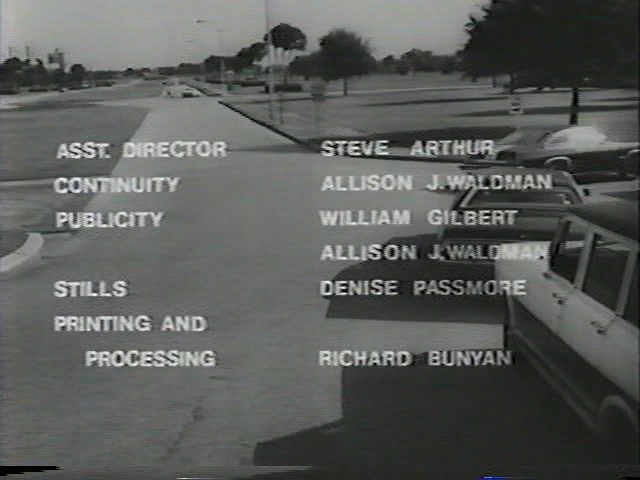 ASST. DIRECTOR STEVE ARTHUR
CONTINUITY ALLISON J.WALDMAN
PUBLICITY WILLIAM GILBERT
ALLISON J.WALDMAN
STILLS DENISE PASSMORE
PRINTING AND
PROCESSING RICHARD BUNYAN